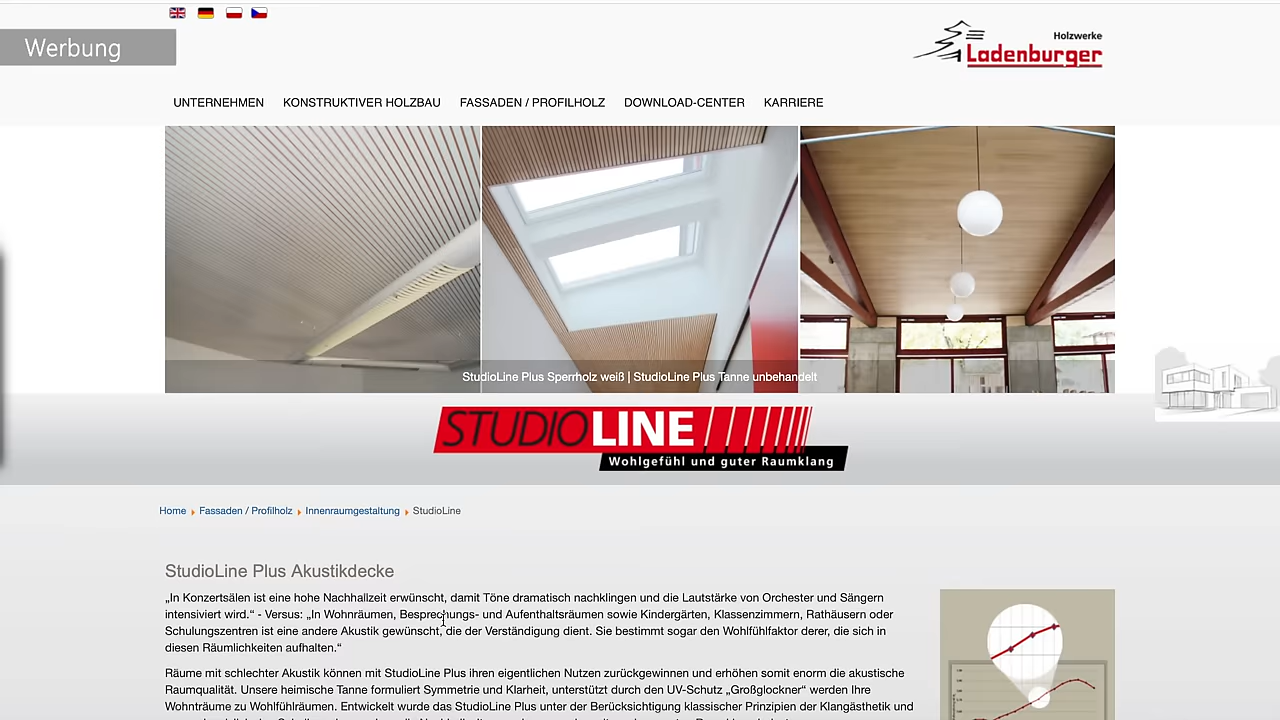 Werbung
Holzwerke
Ladenburger
UNTERNEHMEN KONSTRUKTIVER HOLZBAU FASSADEN / PROFILHOLZ DOWNLOAD-CENTER KARRIERE
StudioLine Plus Sperrholz weiß | StudioLine Plus Tanne unbehandelt
STUDIOLINE
Wohlgefühl und guter Raumklang
Home Fassaden / Profilholz Innenraumgestaltung StudioLine
StudioLine Plus Akustikdecke
„In Konzertsälen ist eine hohe Nachhallzeit erwünscht, damit Töne dramatisch nachklingen und die Lautstärke von Orchester und Sängern
intensiviert wird.“ - Versus: „In Wohnräumen, Besprechungs- und Aufenthaltsräumen sowie Kindergärten, Klassenzimmern, Rathäusern oder
Schulungszentren ist eine andere Akustik gewünscht, die der Verständigung dient. Sie bestimmt sogar den Wohlfühlfaktor derer, die sich in
diesen Räumlichkeiten aufhalten.“
Räume mit schlechter Akustik können mit StudioLine Plus ihren eigentlichen Nutzen zurückgewinnen und erhöhen somit enorm die akustische
Raumqualität. Unsere heimische Tanne formuliert Symmetrie und Klarheit, unterstützt durch den UV-Schutz „Großglockner“ werden Ihre
Wohnträume zu Wohlfühlräumen. Entwickelt wurde das StudioLine Plus unter der Berücksichtigung klassischer Prinzipien der Klangästhetik und